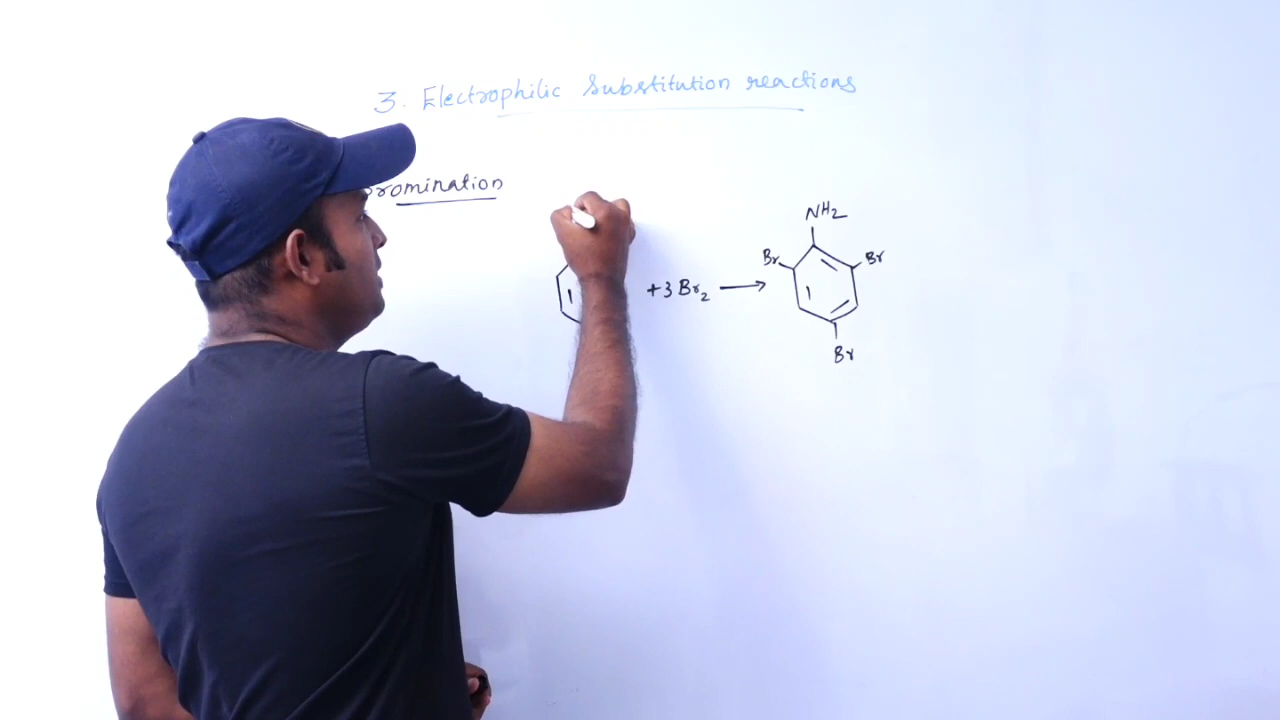 3. Electrophilic Substitution reactions
romination
NH2
Br Br
+3 Br2
Br